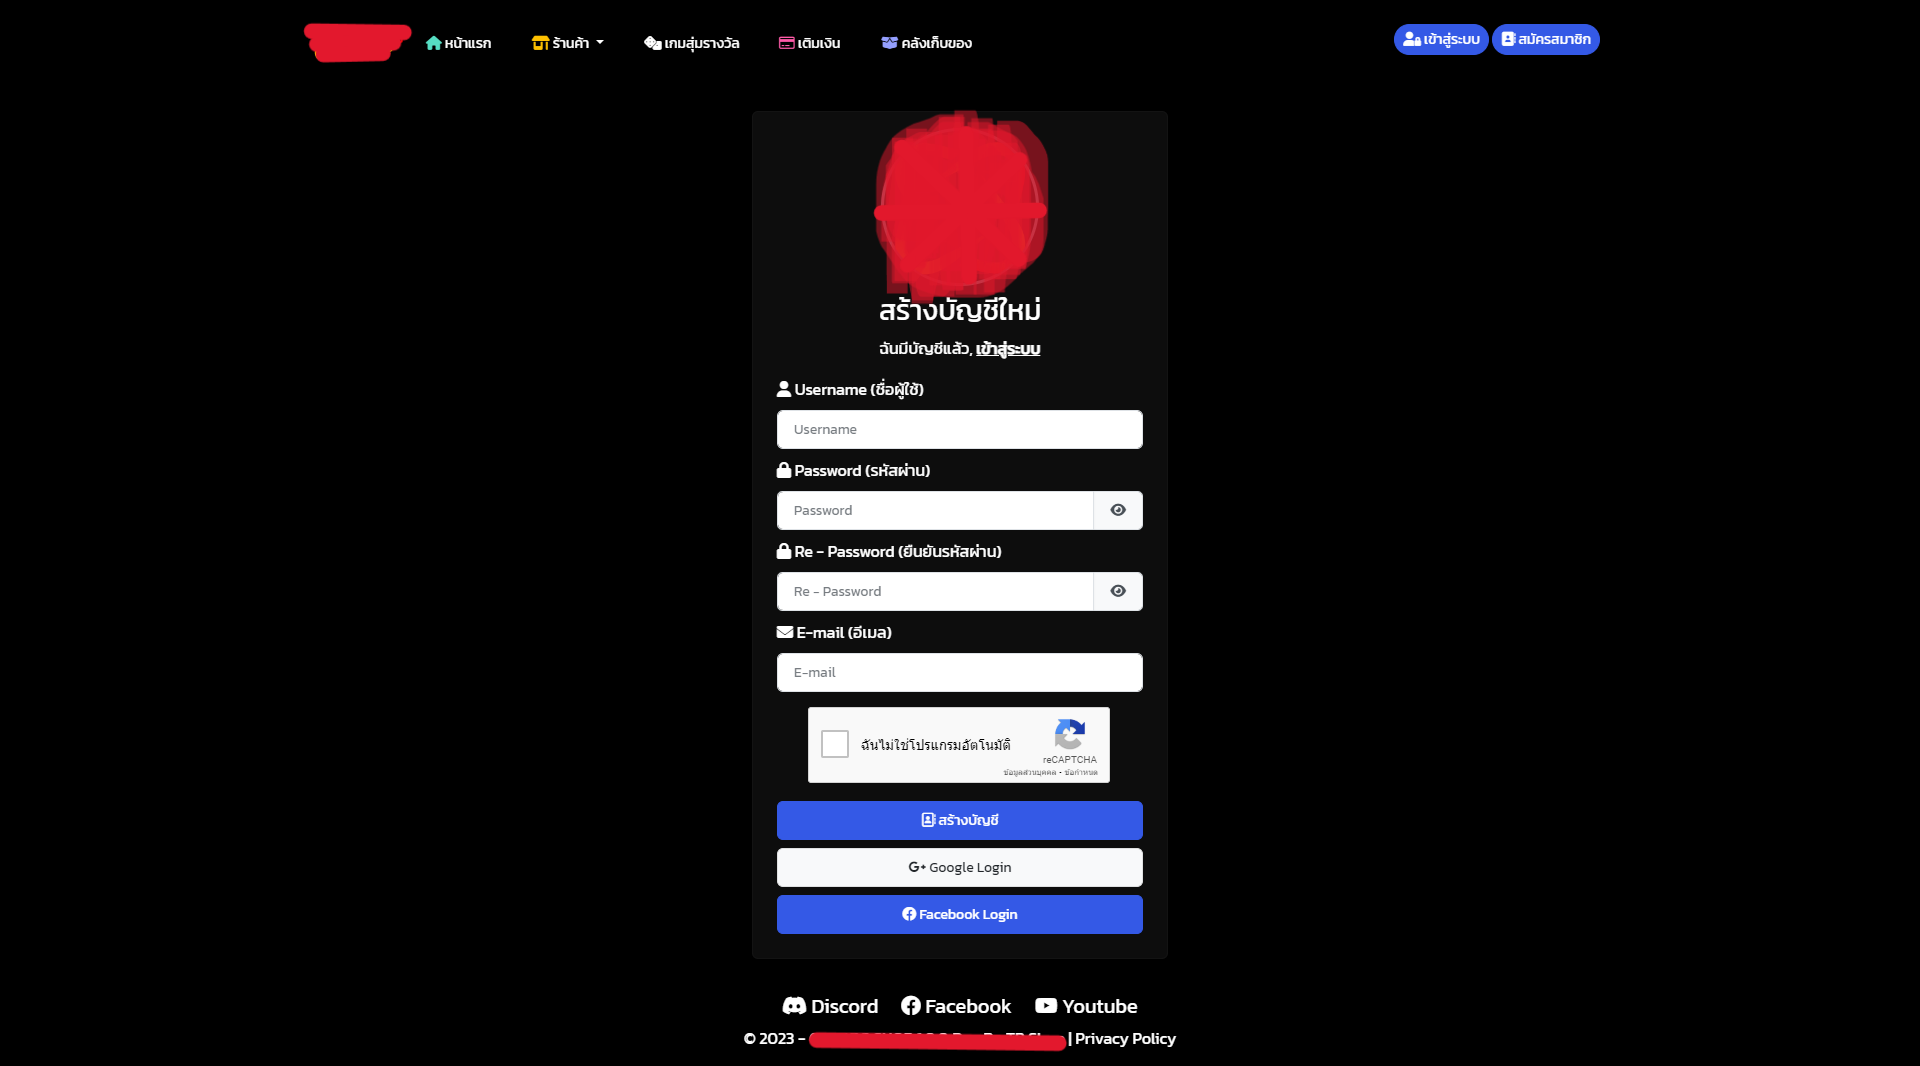 หน้าแรก
ร้านค้า
เกมสุ่มรางวัล
เติมเงิน
คลังเก็บของ
เข้าสู่ระบบ
สมัครสมาชิก
สร้างบัญชีใหม่
ฉันมีบัญชีแล้ว, เข้าสู่ระบบ
Username (ชื่อผู้ใช้)
Username
Password (รหัสผ่าน)
Password
Re - Password (ยืนยันรหัสผ่าน)
Re - Password
E-mail (อีเมล)
E-mail
ฉันไม่ใช่โปรแกรมอัตโนมัติ
reCAPTCHA
ข้อมูลส่วนบุคคล - ข้อกำหนด
สร้างบัญชี
G+ Google Login
Facebook Login
Discord
Facebook
Youtube
© 2023 - | Privacy Policy